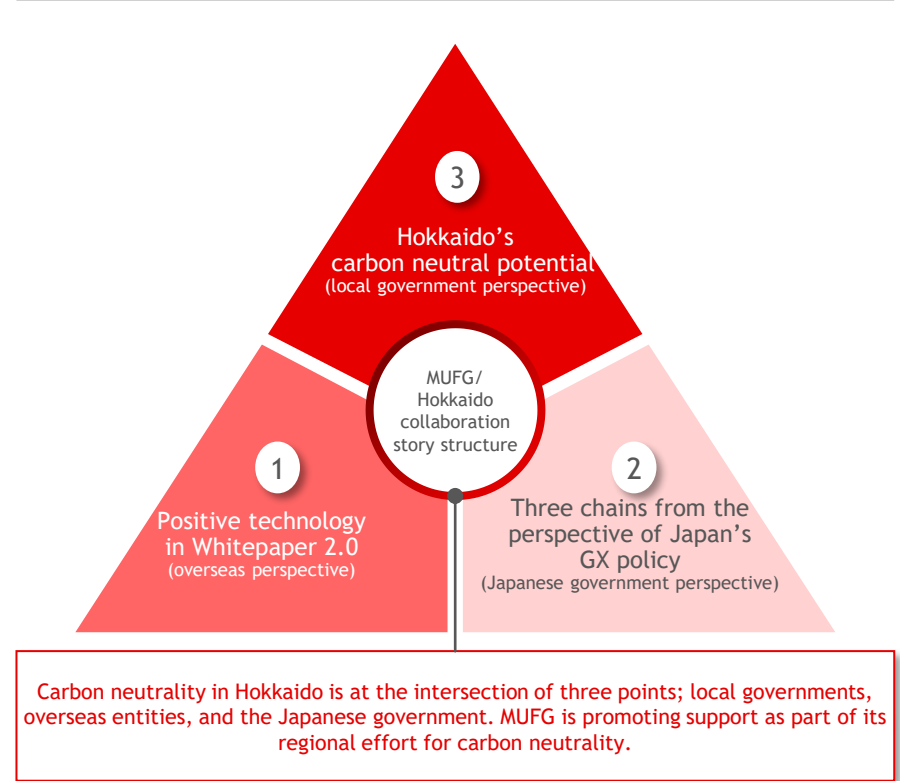 3
Hokkaido’s
carbon neutral potential
(local government perspective)
MUFG/
Hokkaido
collaboration
story structure
1
Positive technology
in Whitepaper 2.0
(overseas perspective)
2
Three chains from the
perspective of Japan’s
GX policy
(Japanese government perspective)
Carbon neutrality in Hokkaido is at the intersection of three points; local governments,
overseas entities, and the Japanese government. MUFG is promoting support as part of its
regional effort for carbon neutrality.